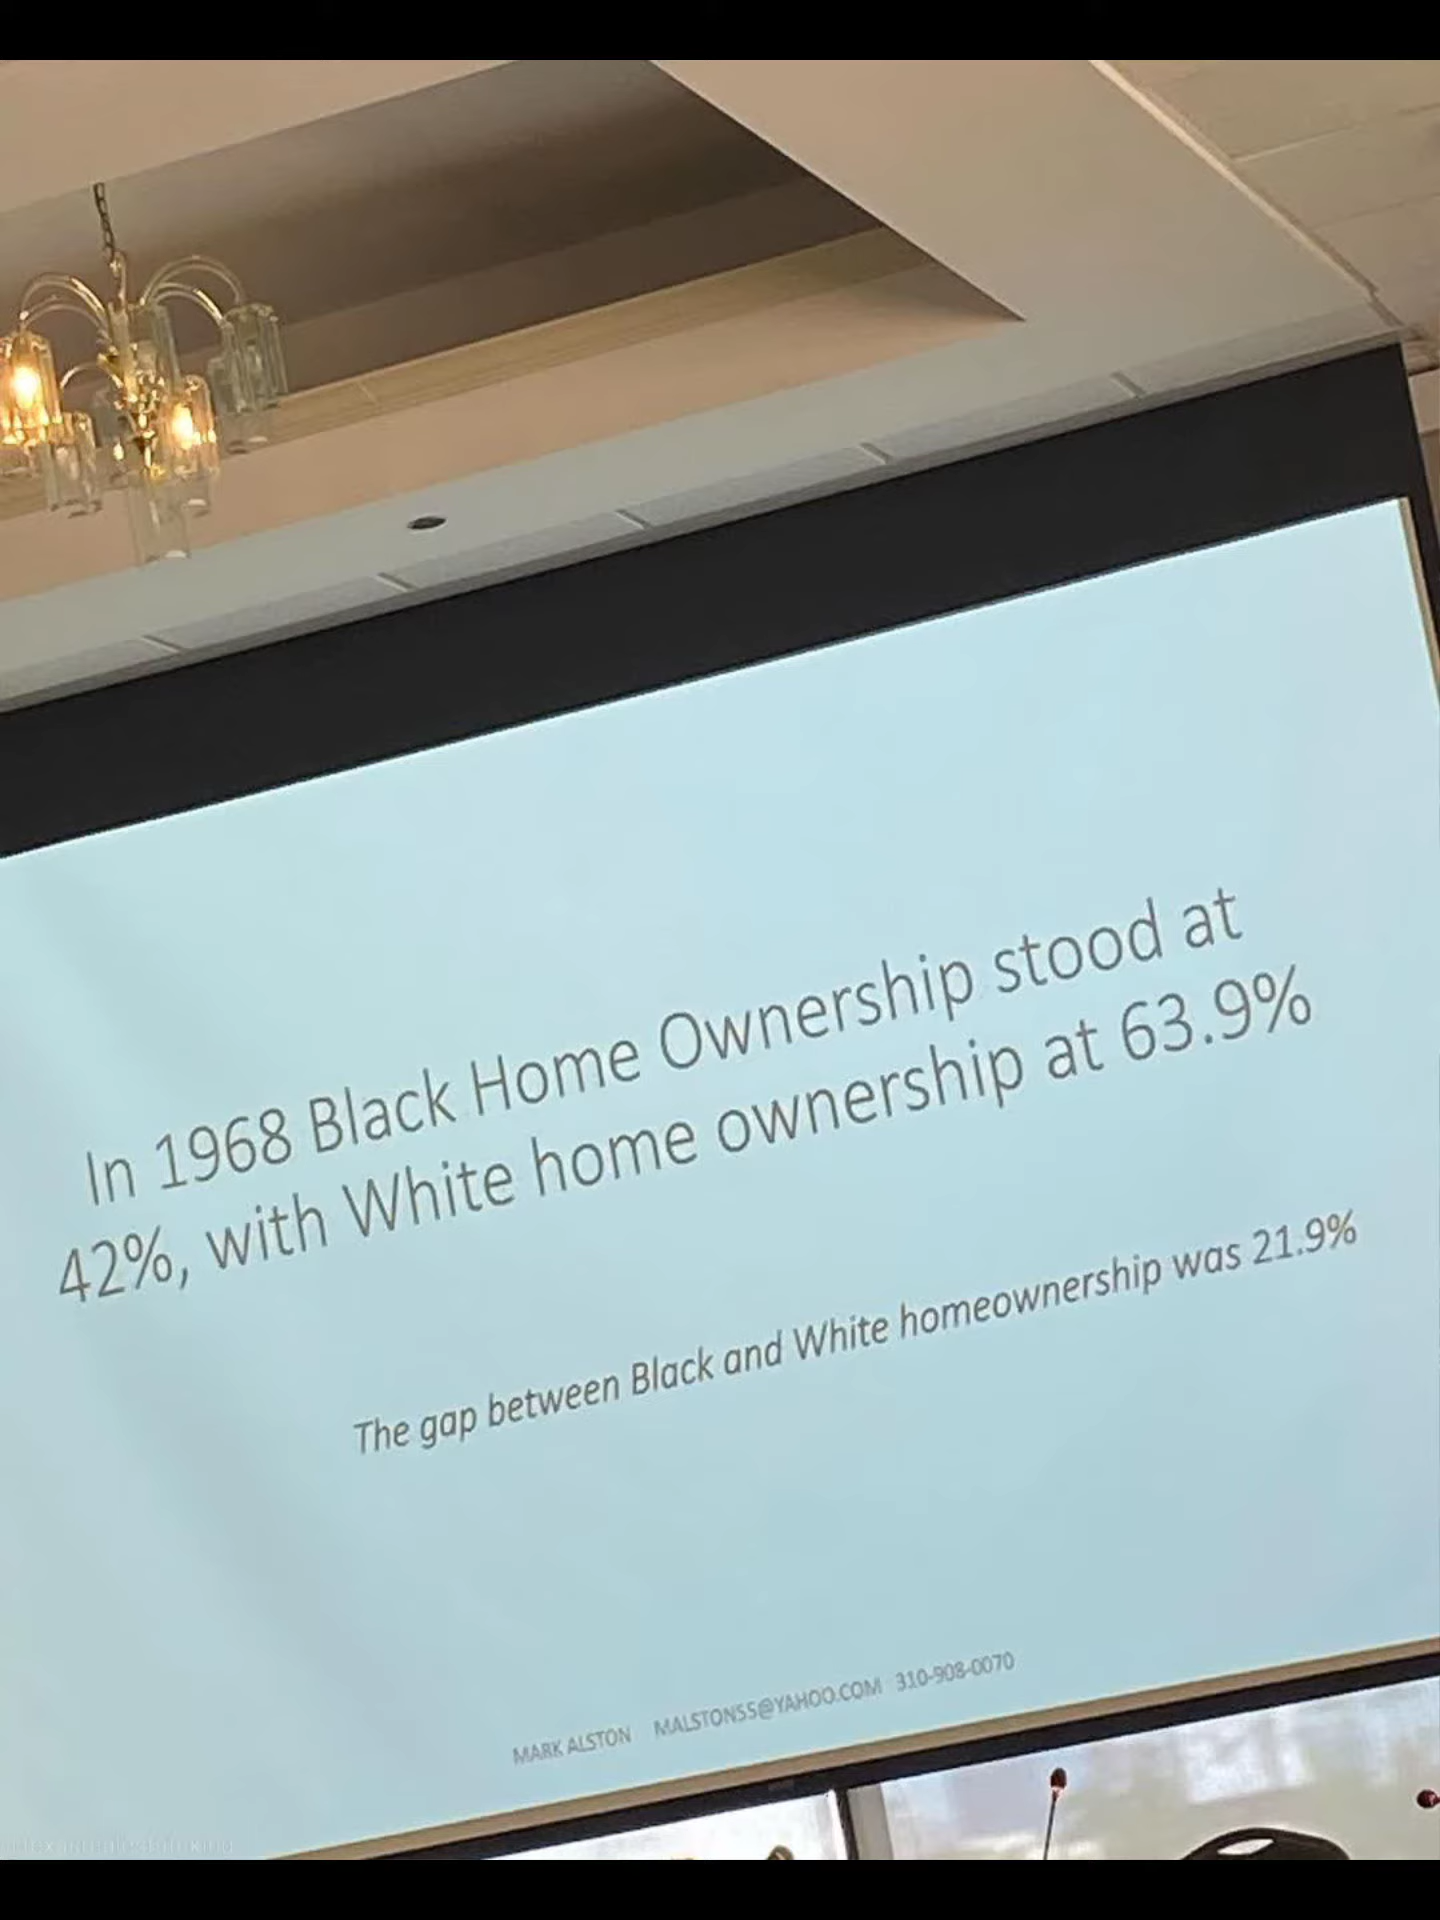 In 1968 Black Home Ownership stood at
42%, with White home ownership at 63.9%
The gap between Black and White homeownership was 21.9%
MARK ALSTON MALSTONSS@YAHOO.COM 310-908-0070